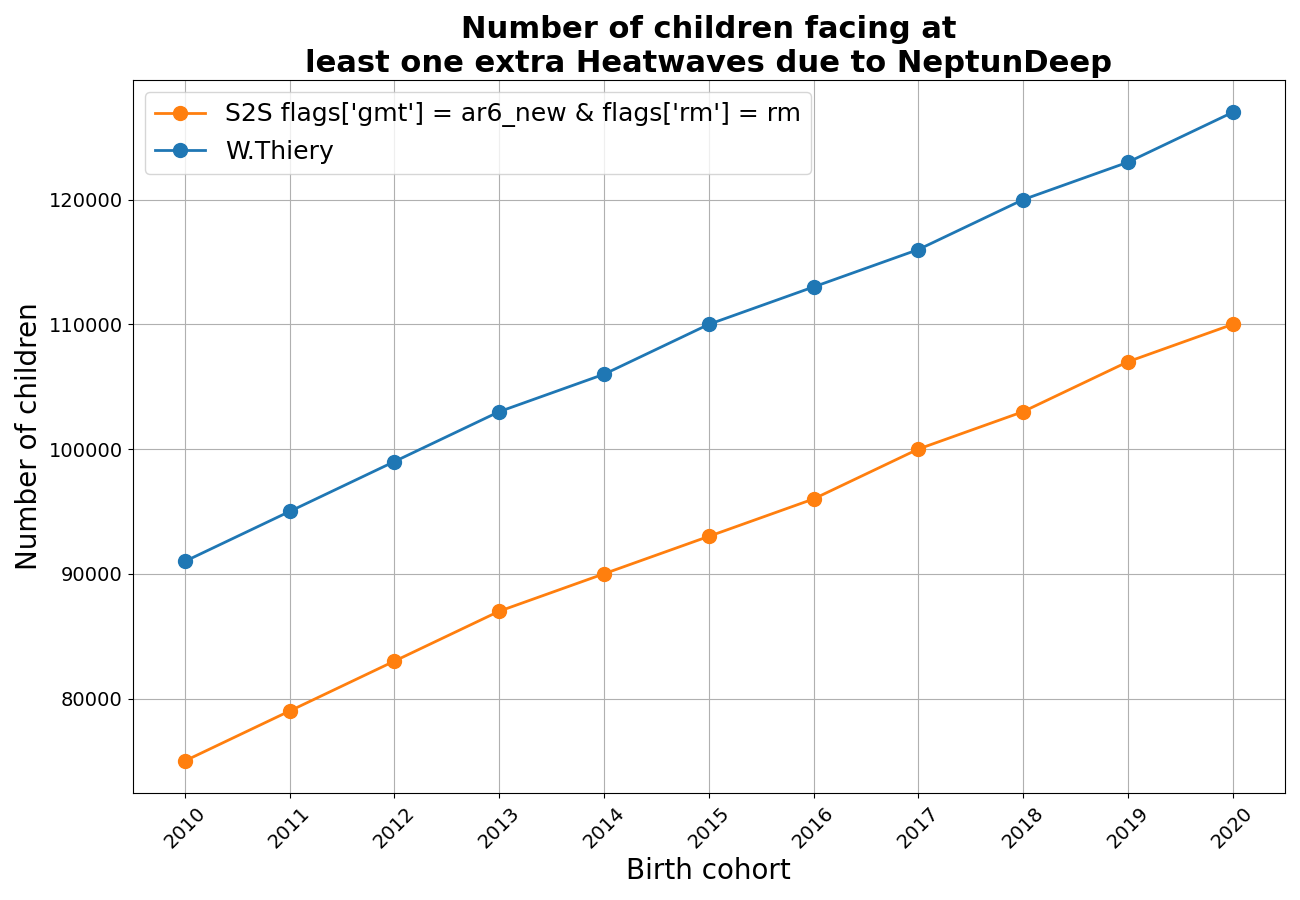 Number of children facing at
least one extra Heatwaves due to NeptunDeep
S2S flags['gmt'] = ar6_new & flags['rm'] = rm
W.Thiery
Number of children
120000
110000
100000
90000
80000
2010
2011
2012
2013
2014
2015
2016
2017
2018
2019
2020
Birth cohort